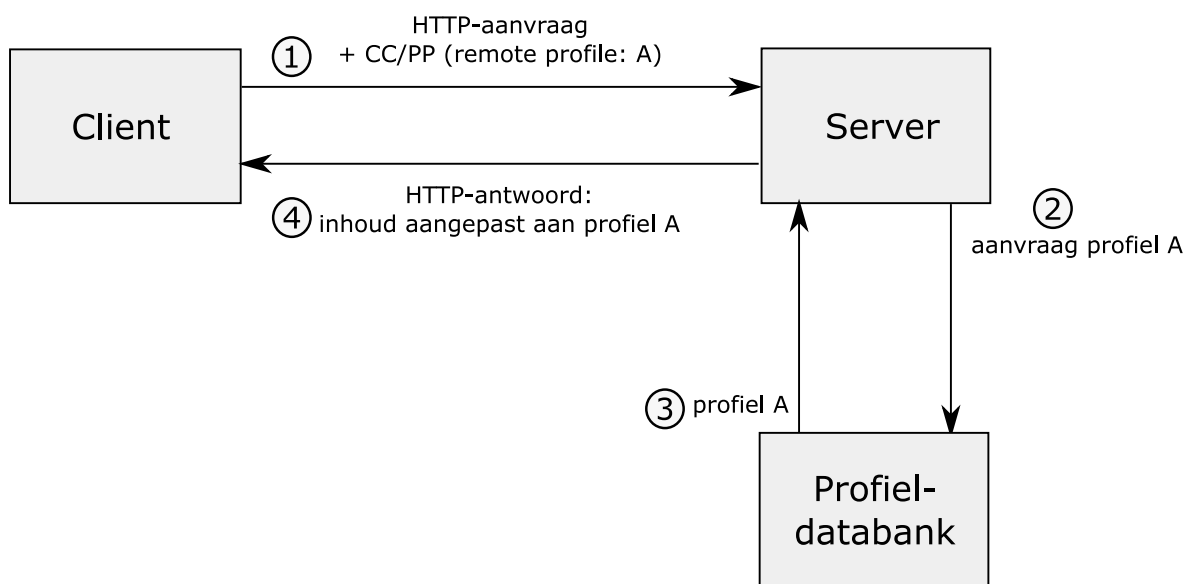 HTTP-aanvraag
1 + CC/PP (remote profile: A)
Client
Server
HTTP-antwoord:
4 inhoud aangepast aan profiel A
2
aanvraag profiel A
3 profiel A
Profiel-
databank